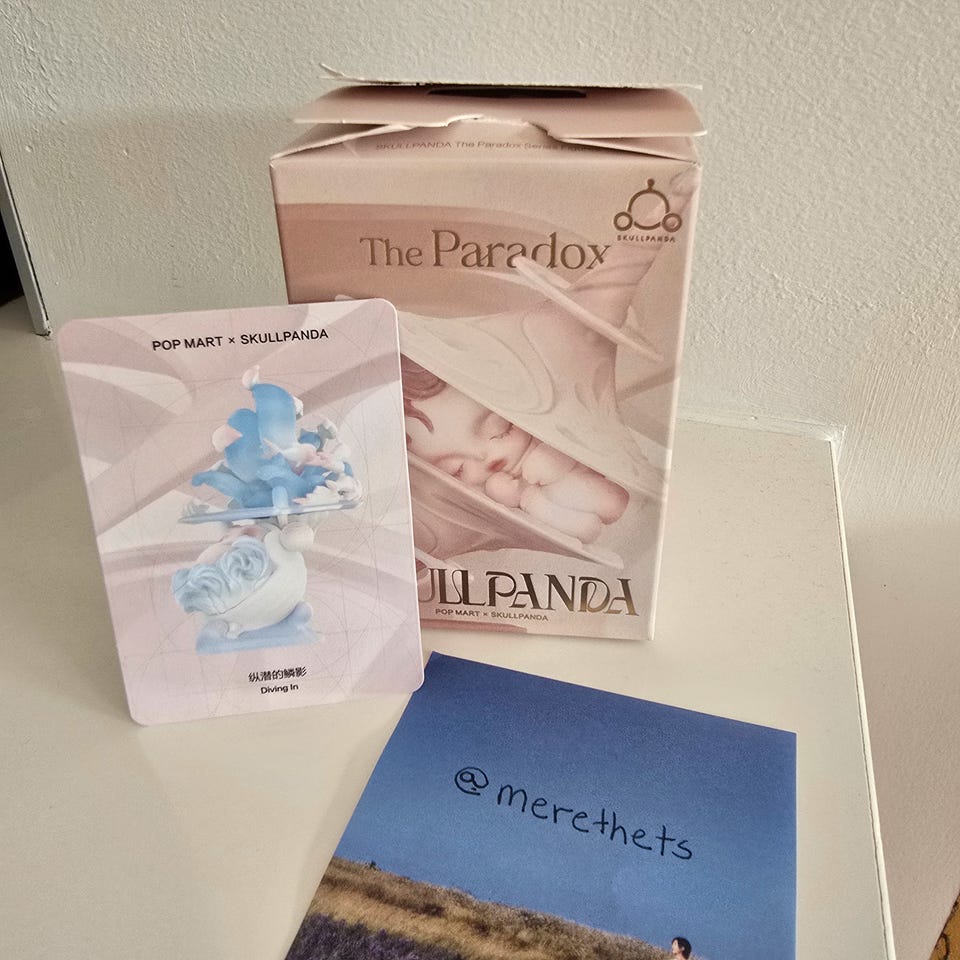 SKULLPANDA The Paradox Series
SKULLPANDA
The Paradox
POP MART × SKULLPANDA
纵潜的鳞影
Diving In
ULLPANDA
POP MART × SKULLPANDA
@merethets